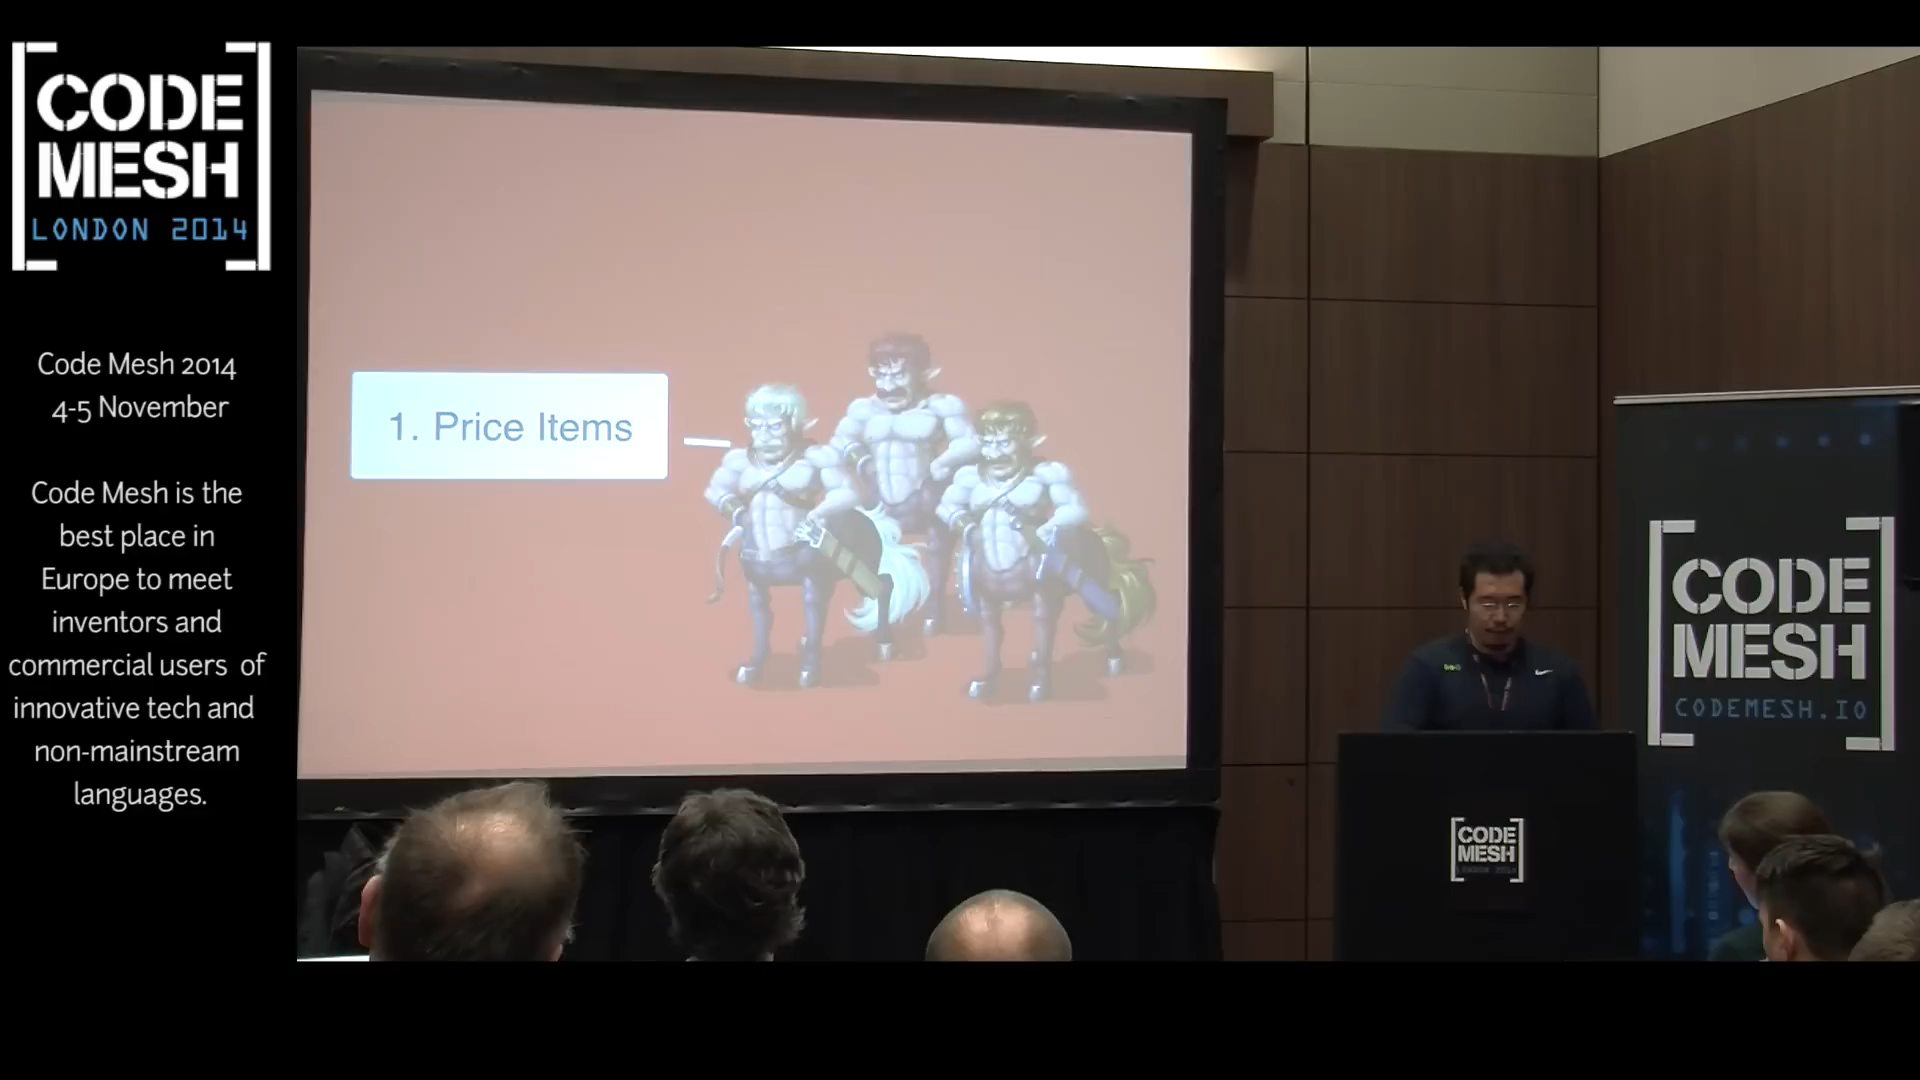 CODE
MESH
LONDON 2014
Code Mesh 2014
4-5 November
Code Mesh is the
best place in
Europe to meet
inventors and
commercial users of
innovative tech and
non-mainstream
languages.
1. Price Items
CODE
MESH
CODEMESH.IO
CODE
MESH
LONDON 2014